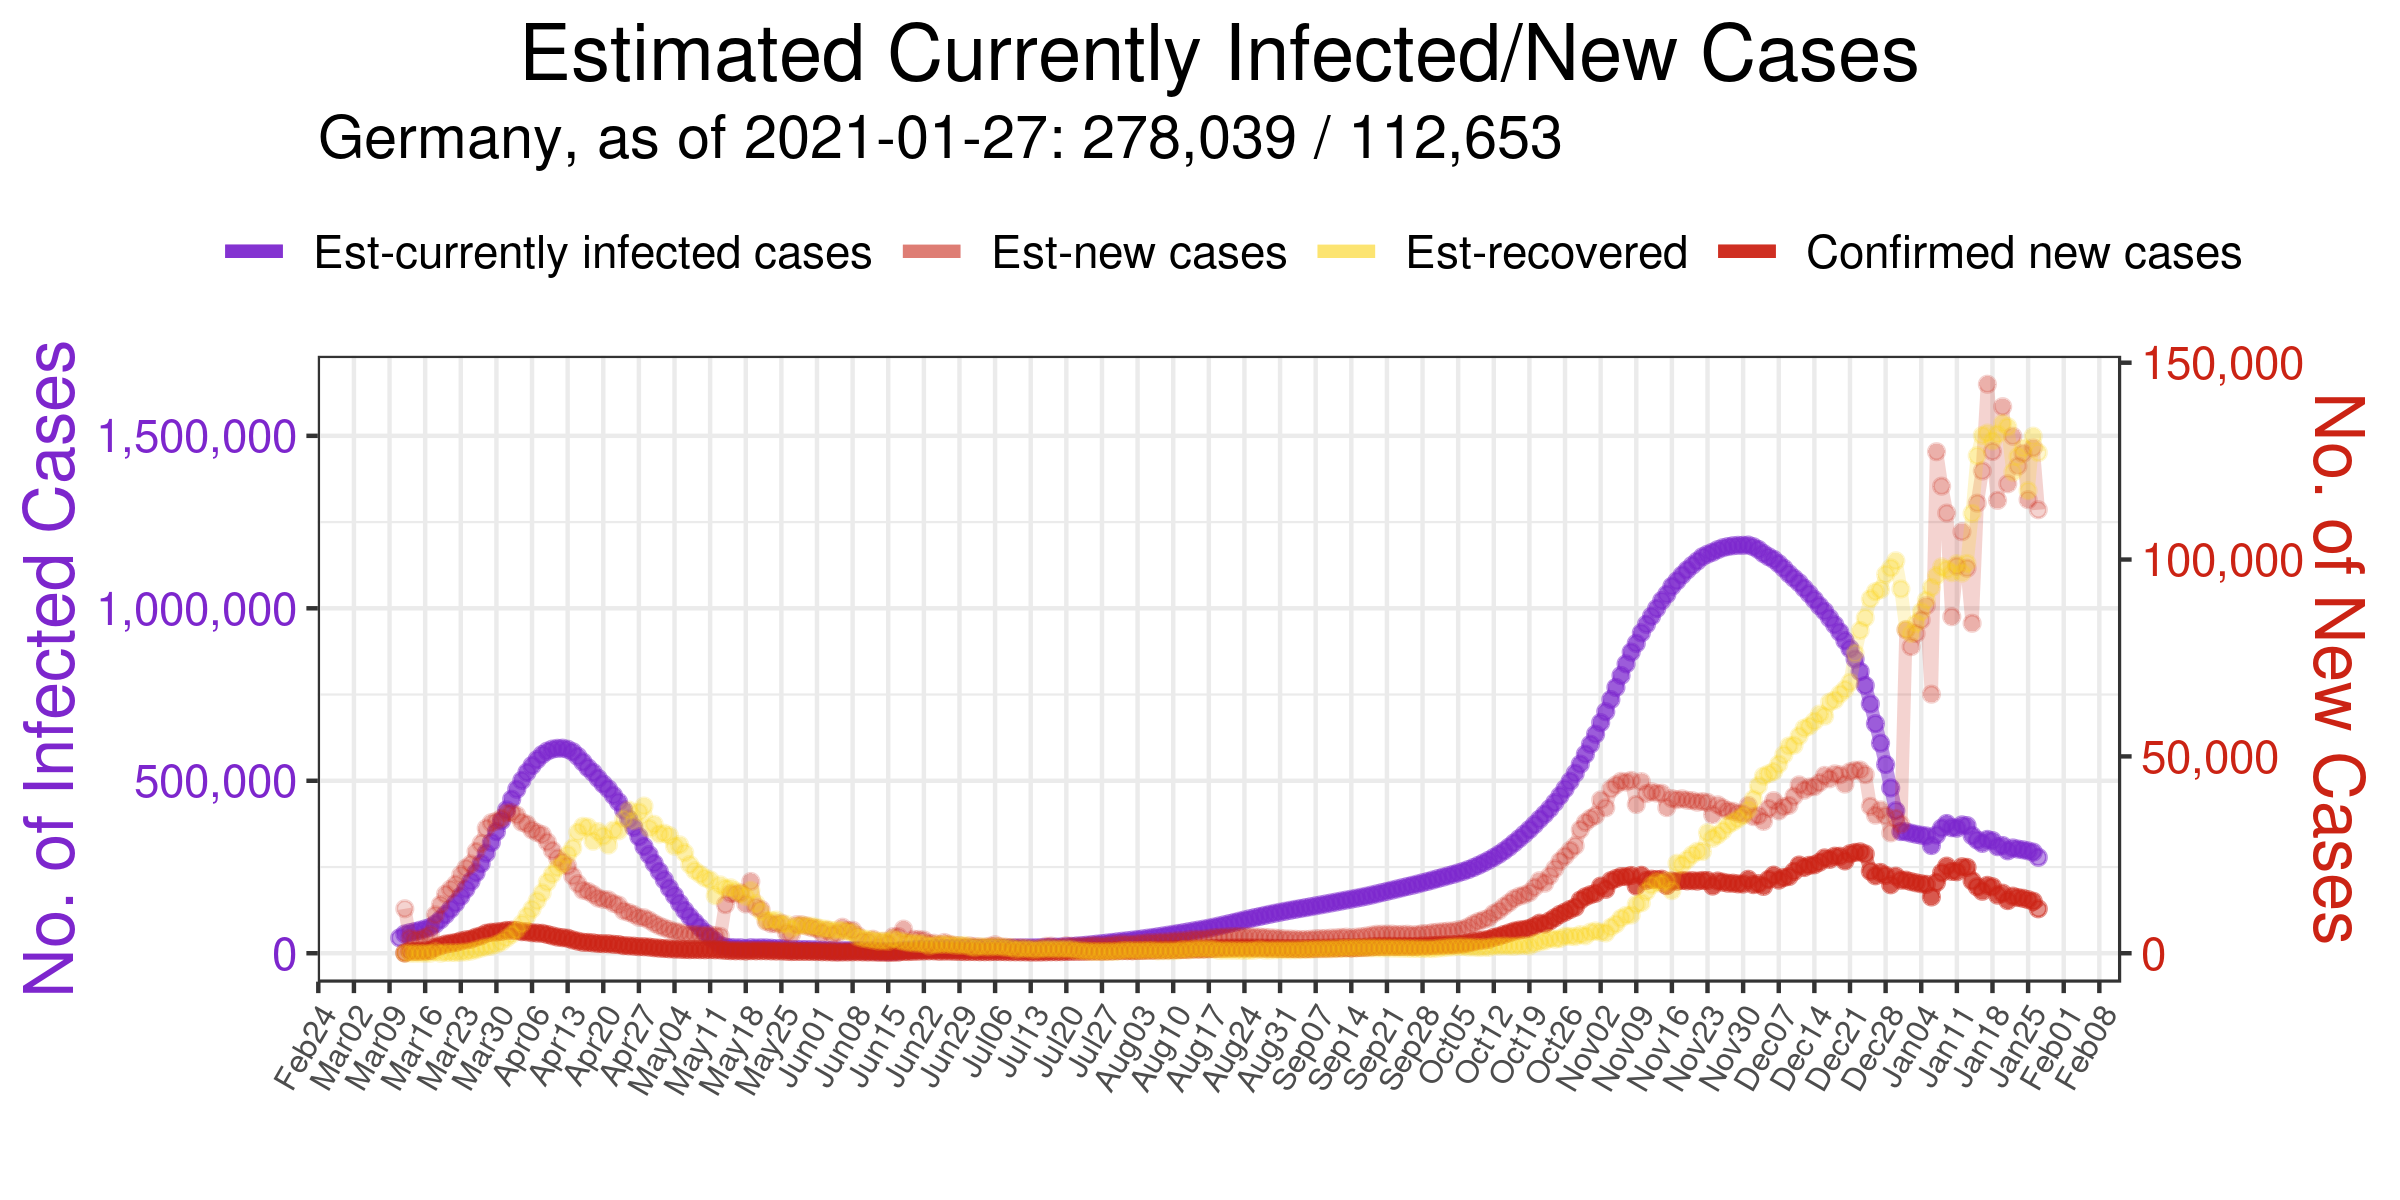 Estimated Currently Infected/New Cases
Germany, as of 2021-01-27: 278,039 / 112,653
Est-currently infected cases Est-new cases Est-recovered Confirmed new cases
No. of Infected Cases
1,500,000
1,000,000
500,000
0
150,000
100,000
50,000
0
No. of New Cases
Feb24
Mar02
Mar09
Mar16
Mar23
Mar30
Apr06
Apr13
Apr20
Apr27
May04
May11
May18
May25
Jun01
Jun08
Jun15
Jun22
Jun29
Jul06
Jul13
Jul20
Jul27
Aug03
Aug10
Aug17
Aug24
Aug31
Sep07
Sep14
Sep21
Sep28
Oct05
Oct12
Oct19
Oct26
Nov02
Nov09
Nov16
Nov23
Nov30
Dec07
Dec14
Dec21
Dec28
Jan04
Jan11
Jan18
Jan25
Feb01
Feb08